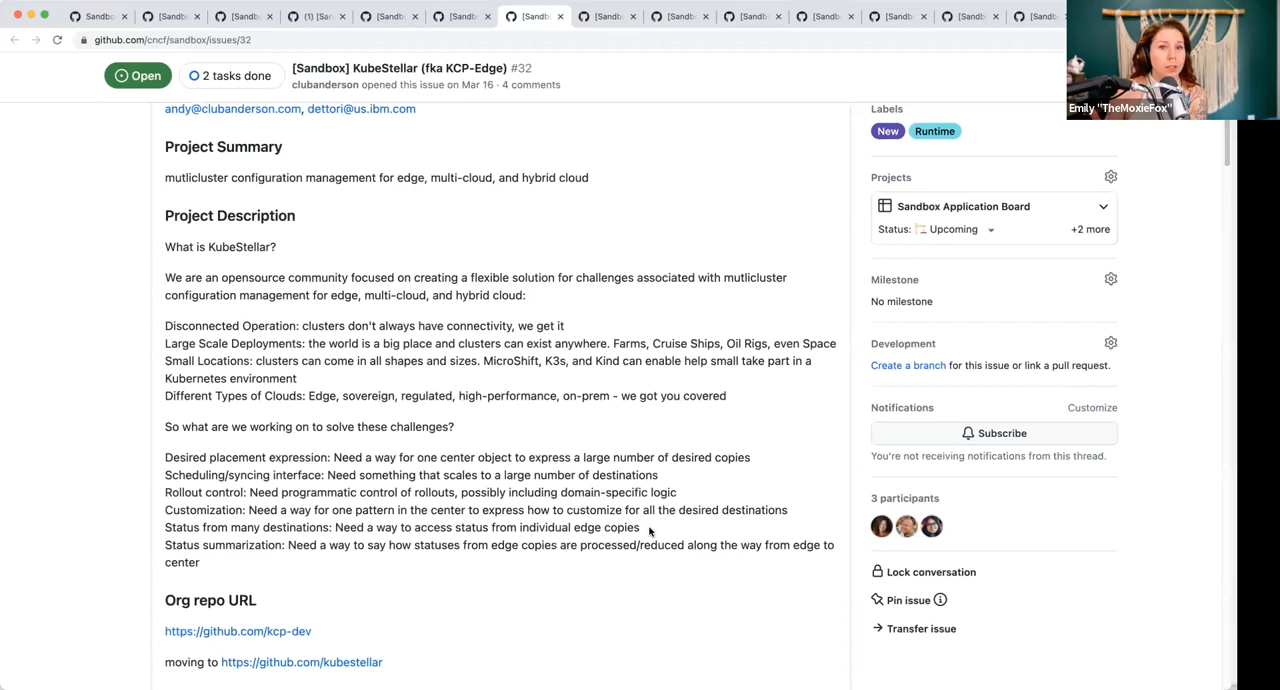 Sandbo
[Sandb
[Sandb
(1) [San
[Sandb
[Sandb
[Sandb
[Sandb
[Sandb
[Sandb
[Sandb
[Sandb
[Sandb
[Sandb
github.com/cncf/sandbox/issues/32
Open
2 tasks done
[Sandbox] KubeStellar (fka KCP-Edge) #32
clubanderson opened this issue on Mar 16 · 4 comments
Emily "TheMoxieFox"
andy@clubanderson.com, dettori@us.ibm.com
Project Summary
mutlicluster configuration management for edge, multi-cloud, and hybrid cloud
Project Description
What is KubeStellar?
We are an opensource community focused on creating a flexible solution for challenges associated with mutlicluster
configuration management for edge, multi-cloud, and hybrid cloud:
Disconnected Operation: clusters don't always have connectivity, we get it
Large Scale Deployments: the world is a big place and clusters can exist anywhere. Farms, Cruise Ships, Oil Rigs, even Space
Small Locations: clusters can come in all shapes and sizes. MicroShift, K3s, and Kind can enable help small take part in a
Kubernetes environment
Different Types of Clouds: Edge, sovereign, regulated, high-performance, on-prem - we got you covered
So what are we working on to solve these challenges?
Desired placement expression: Need a way for one center object to express a large number of desired copies
Scheduling/syncing interface: Need something that scales to a large number of destinations
Rollout control: Need programmatic control of rollouts, possibly including domain-specific logic
Customization: Need a way for one pattern in the center to express how to customize for all the desired destinations
Status from many destinations: Need a way to access status from individual edge copies
Status summarization: Need a way to say how statuses from edge copies are processed/reduced along the way from edge to
center
Org repo URL
https://github.com/kcp-dev
moving to https://github.com/kubestellar
Labels
New Runtime
Projects
Sandbox Application Board
Status: Upcoming +2 more
Milestone
No milestone
Development
Create a branch for this issue or link a pull request.
Notifications Customize
Subscribe
You're not receiving notifications from this thread.
3 participants
Lock conversation
Pin issue
Transfer issue